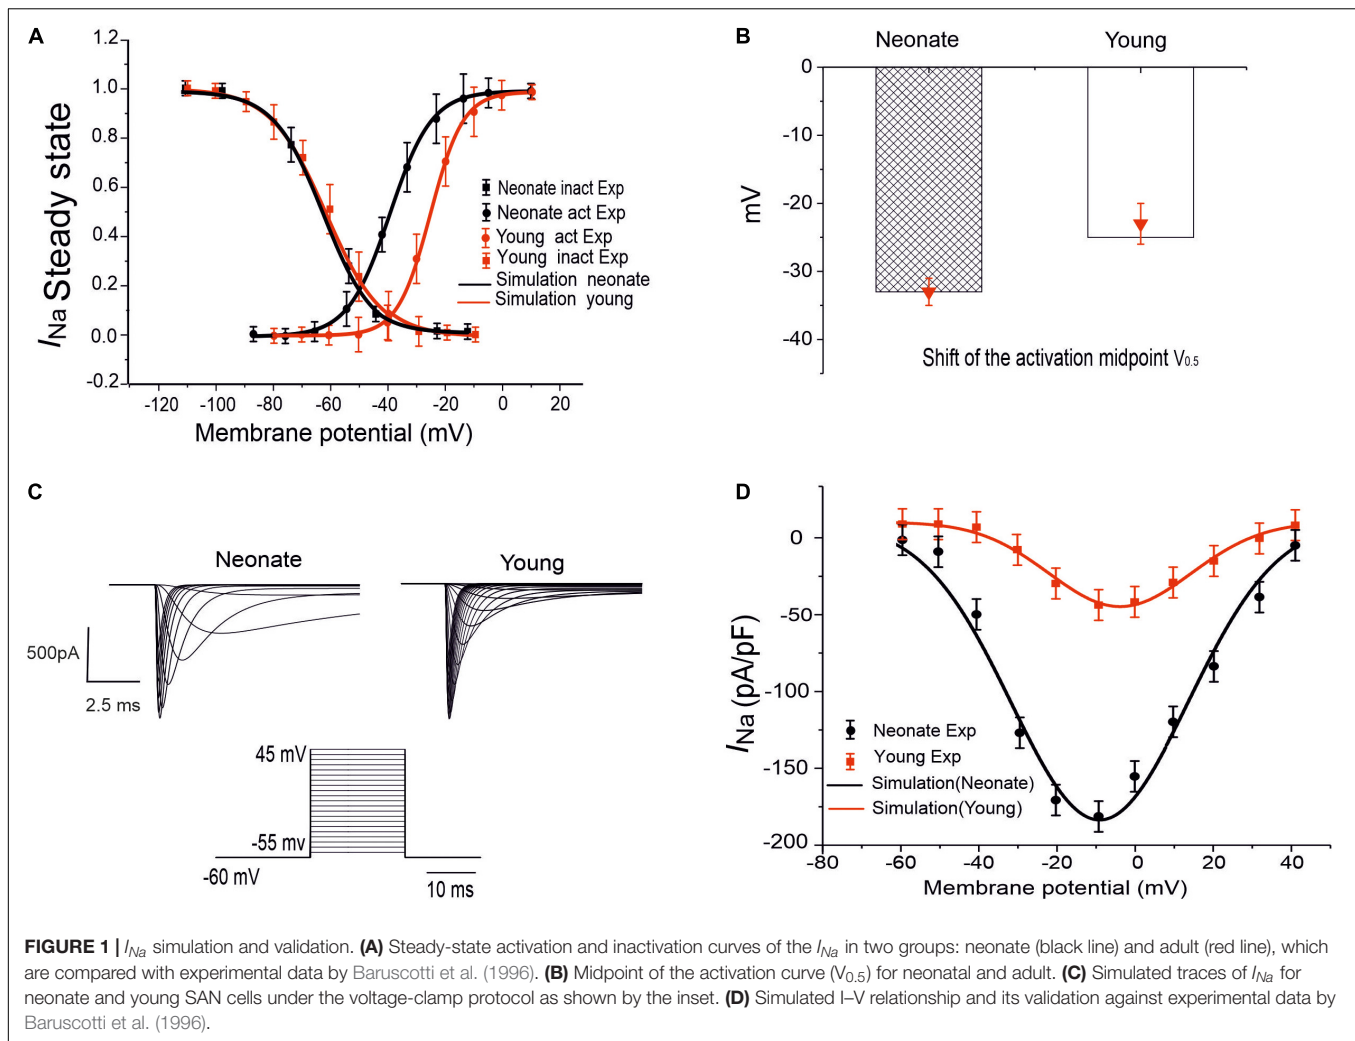 A
1.2
1.0
0.8
0.6
0.4
0.2
0.0
-0.2
INa Steady state
-120 -100 -80 -60 -40 -20 0 20
Membrane potential (mV)
Neonate inact Exp
Neonate act Exp
Young act Exp
Young inact Exp
Simulation neonate
Simulation young
B
Neonate Young
0
-10
-20
-30
-40
mV
Shift of the activation midpoint V0.5
C
Neonate Young
500pA
2.5 ms
45 mV
-55 mv
-60 mV
10 ms
D
0
-50
-100
-150
-200
INa (pA/pF)
-80 -60 -40 -20 0 20 40
Membrane potential (mV)
Neonate Exp
Young Exp
Simulation(Neonate)
Simulation(Young)
FIGURE 1 | INa simulation and validation. (A) Steady-state activation and inactivation curves of the INa in two groups: neonate (black line) and adult (red line), which
are compared with experimental data by Baruscotti et al. (1996). (B) Midpoint of the activation curve (V0.5) for neonatal and adult. (C) Simulated traces of INa for
neonate and young SAN cells under the voltage-clamp protocol as shown by the inset. (D) Simulated I–V relationship and its validation against experimental data by
Baruscotti et al. (1996).